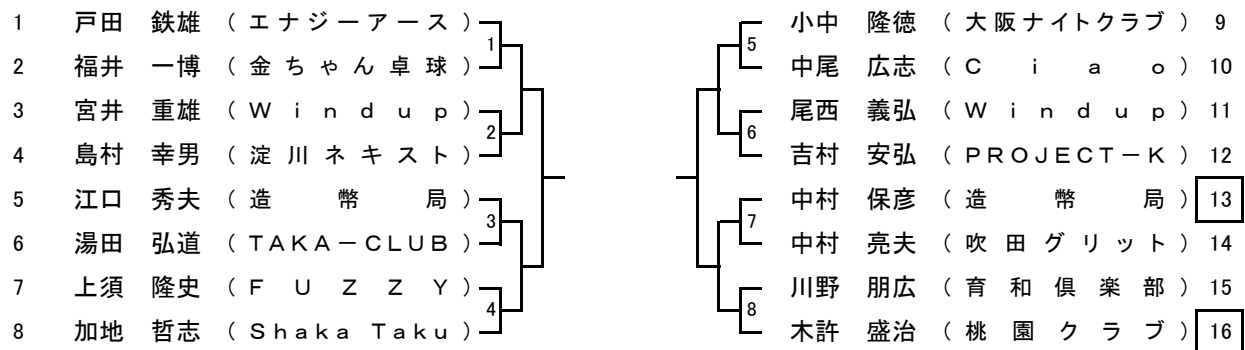 1 戸田 鉄雄 (エナジーアース)
2 福井 一博 (金ちゃん卓球)
3 宮井 重雄 (Windup)
4 島村 幸男 (淀川ネキスト)
5 江口 秀夫 (造幣局)
6 湯田 弘道 (TAKA－CLUB)
7 上須 隆史 (FUZZY)
8 加地 哲志 (Shaka Taku)
1
2
3
4
5
6
7
8
小中 隆徳 (大阪ナイトクラブ) 9
中尾 広志 (Ciao) 10
尾西 義弘 (Windup) 11
吉村 安弘 (PROJECT－K) 12
中村 保彦 (造幣局) 13
中村 亮夫 (吹田グリット) 14
川野 朋広 (育和倶楽部) 15
木許 盛治 (桃園クラブ) 16